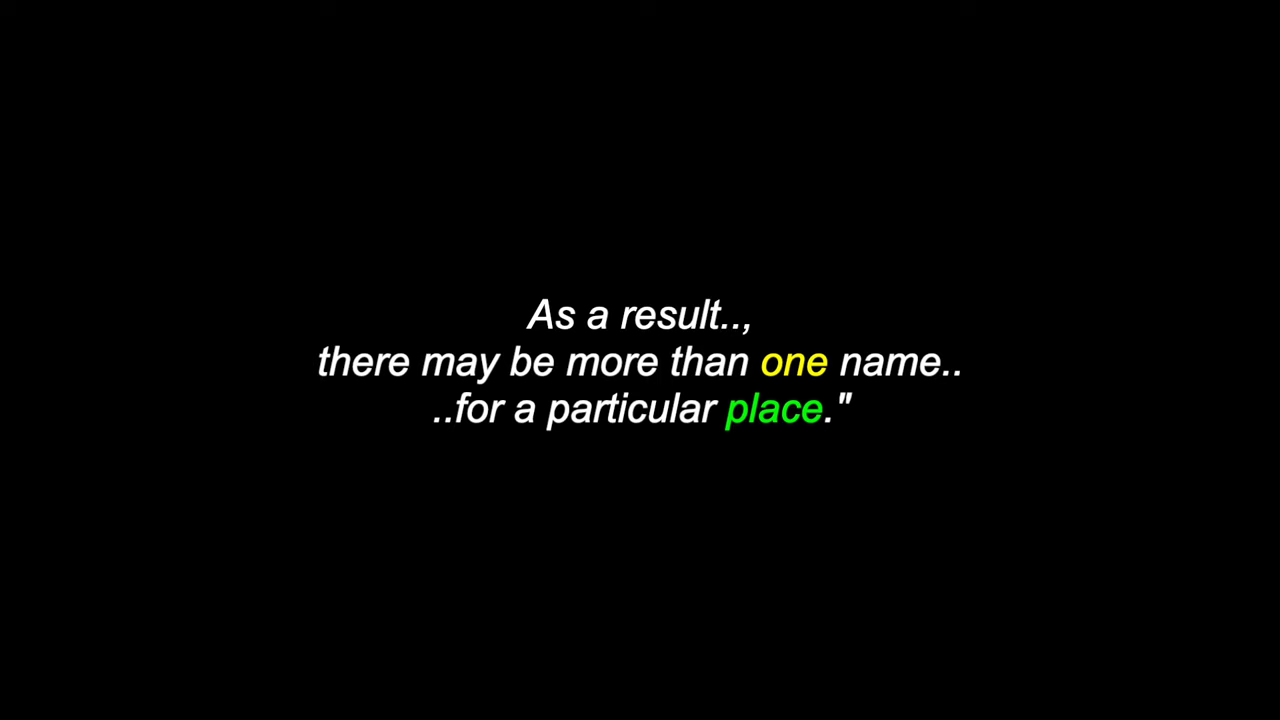 As a result..,
there may be more than one name..
..for a particular place."